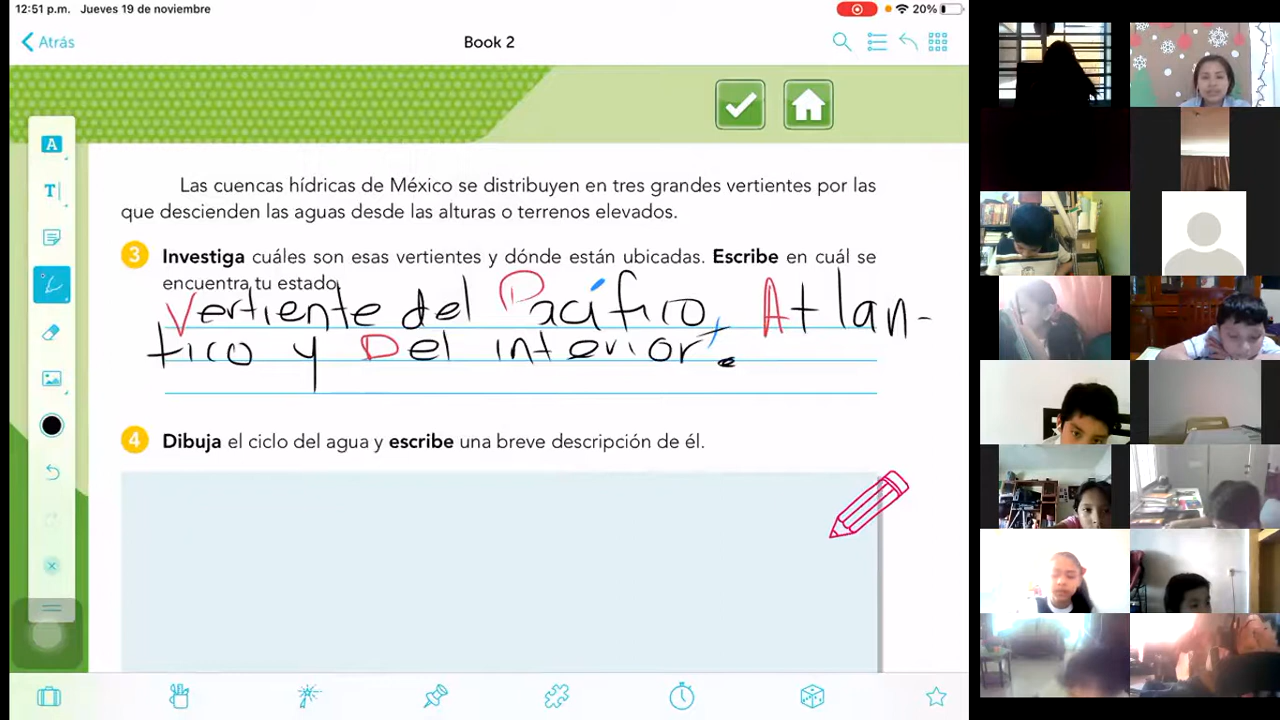 12:51 p.m. Jueves 19 de noviembre
20%
Atrás
Book 2
A
T
Las cuencas hídricas de México se distribuyen en tres grandes vertientes por las
que descienden las aguas desde las alturas o terrenos elevados.
3 Investiga cuáles son esas vertientes y dónde están ubicadas. Escribe en cuál se
encuentra tu estado.
Vertiente del Pacífico, Atlan-
tico y Del interior.
4 Dibuja el ciclo del agua y escribe una breve descripción de él.